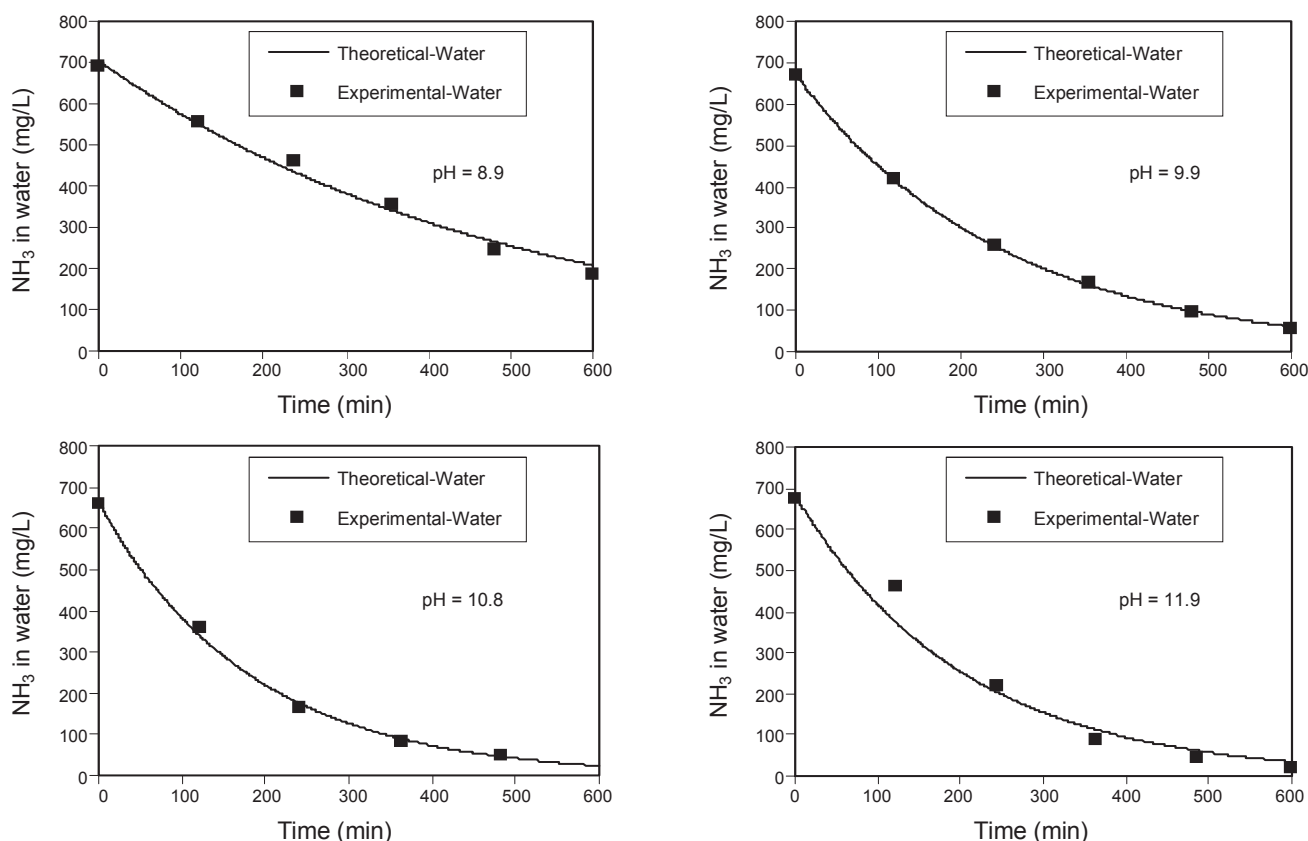 800
700
600
500
400
300
200
100
0
NH₃ in water (mg/L)
Theoretical-Water
Experimental-Water
pH = 8.9
0 100 200 300 400 500 600
Time (min)
800
700
600
500
400
300
200
100
0
NH₃ in water (mg/L)
Theoretical-Water
Experimental-Water
pH = 9.9
0 100 200 300 400 500 600
Time (min)
800
700
600
500
400
300
200
100
0
NH₃ in water (mg/L)
Theoretical-Water
Experimental-Water
pH = 10.8
0 100 200 300 400 500 600
Time (min)
800
700
600
500
400
300
200
100
0
NH₃ in water (mg/L)
Theoretical-Water
Experimental-Water
pH = 11.9
0 100 200 300 400 500 600
Time (min)